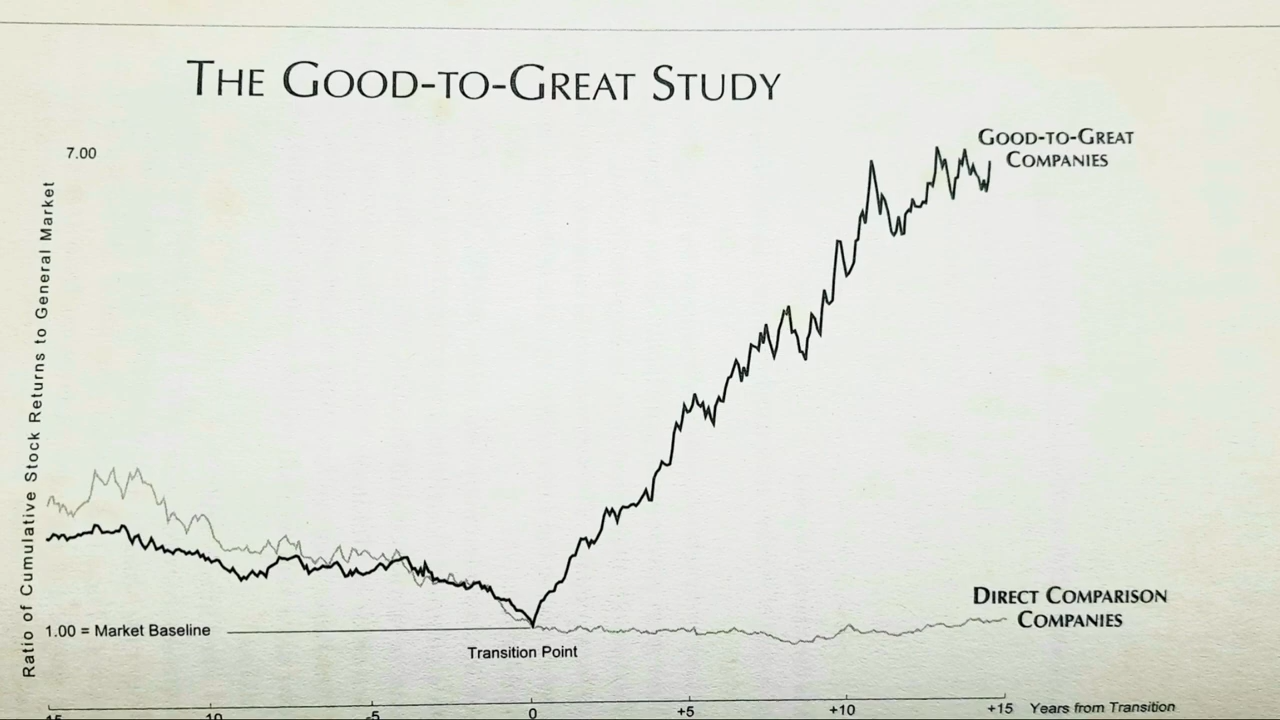 THE GOOD-TO-GREAT STUDY
7.00
Ratio of Cumulative Stock Returns to General Market
GOOD-TO-GREAT
COMPANIES
DIRECT COMPARISON
COMPANIES
1.00 = Market Baseline
Transition Point
-5 0 +5 +10 +15 Years from Transition